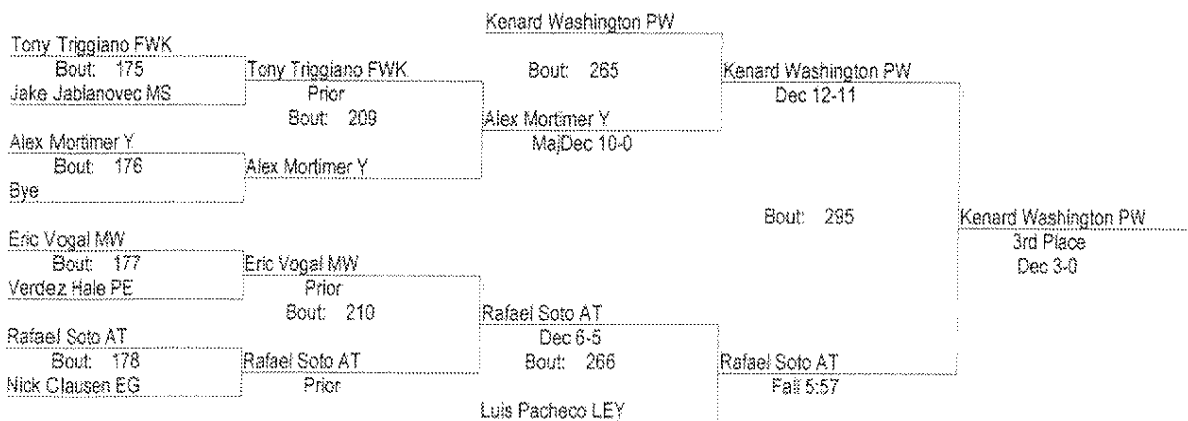 Kenard Washington PW
Tony Triggiano FWK
Bout: 175
Tony Triggiano FWK
Bout: 265
Kenard Washington PW
Jake Jablanovec MS
Prior
Dec 12-11
Bout: 209
Alex Mortimer Y
Alex Mortimer Y
MajDec 10-0
Bout: 176
Alex Mortimer Y
Bye
Bout: 295
Kenard Washington PW
Eric Vogal MW
3rd Place
Bout: 177
Eric Vogal MW
Dec 3-0
Verdez Hale PE
Prior
Bout: 210
Rafael Soto AT
Rafael Soto AT
Dec 6-5
Bout: 178
Rafael Soto AT
Bout: 266
Rafael Soto AT
Nick Clausen EG
Prior
Fall 5:57
Luis Pacheco LEY